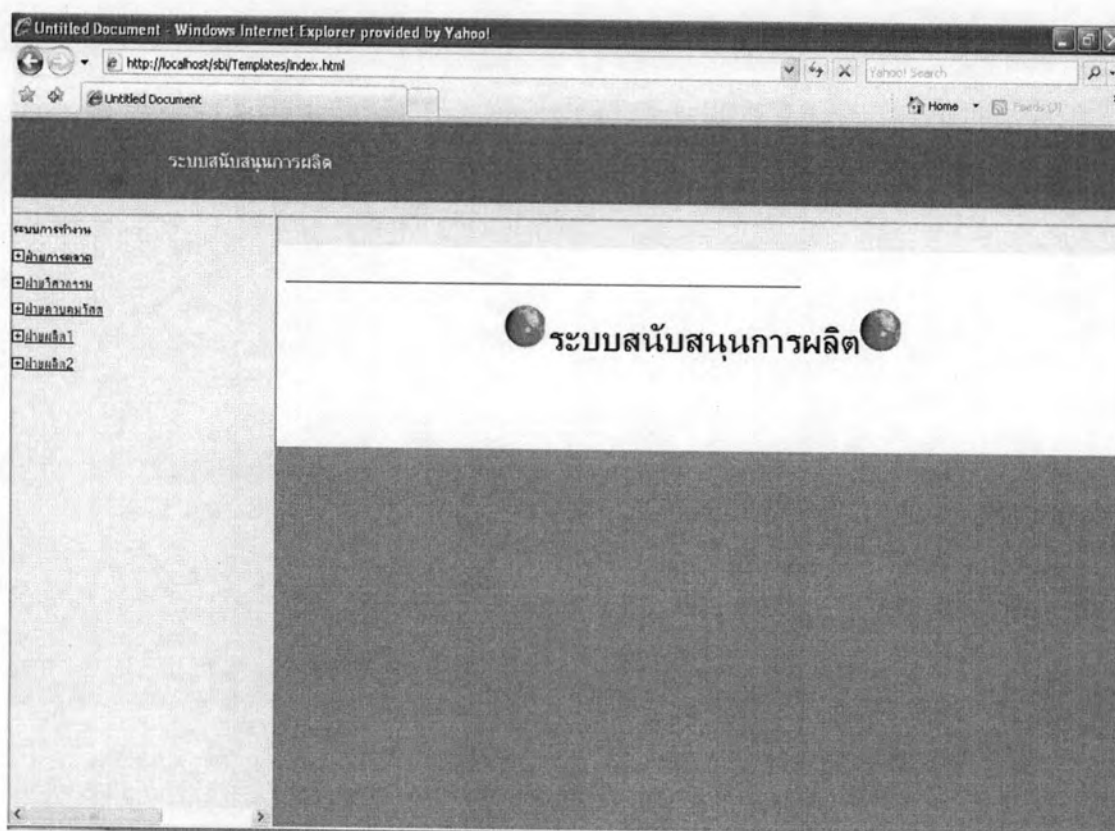 Untitled Document - Windows Internet Explorer provided by Yahoo!
http://localhost/sbi/Templates/index.html
Yahoo! Search
Untitled Document
Home
Feeds (J)
ระบบสนับสนุนการผลิต
ระบบการทำงาน
ฝ่ายการตลาด
ฝ่ายวิศวกรรม
ฝ่ายควบคุมวัสดุ
ฝ่ายผลิต1
ฝ่ายผลิต2
ระบบสนับสนุนการผลิต